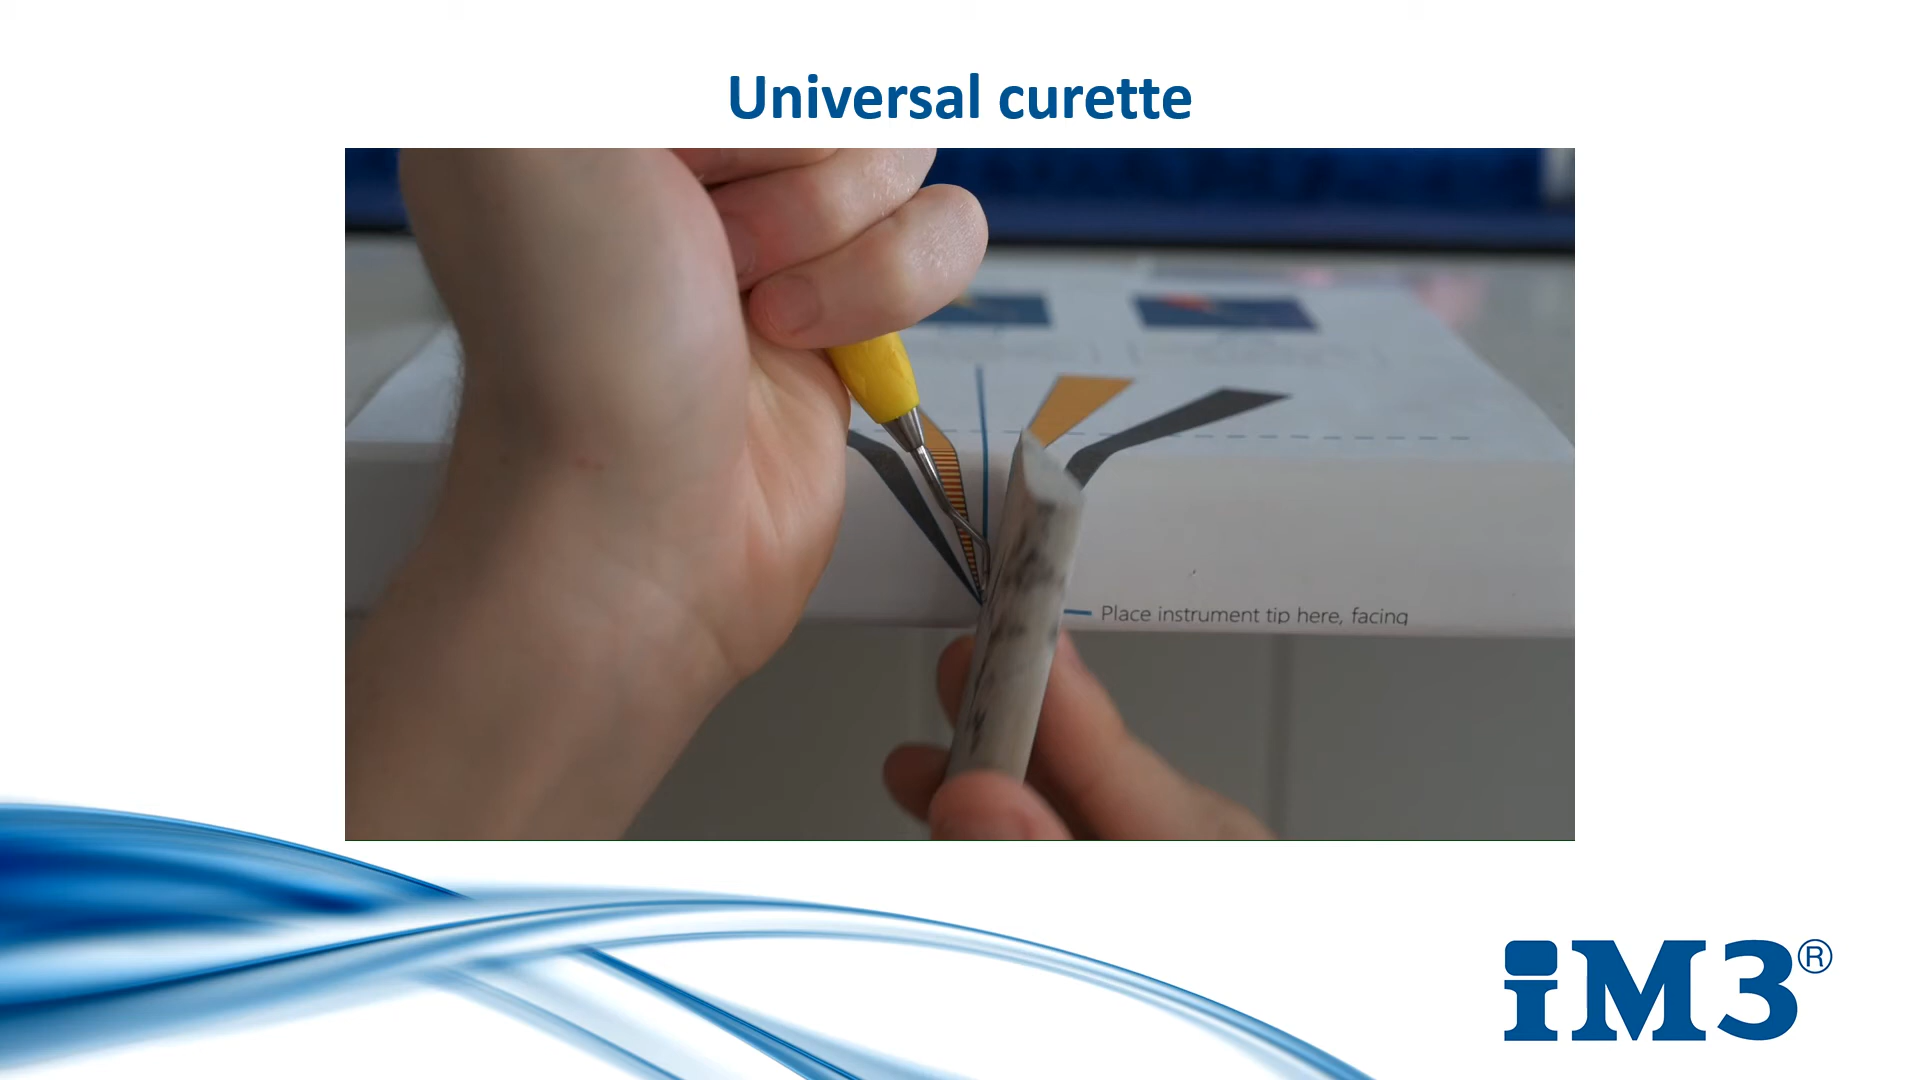 Universal curette
Place instrument tip here, facing
iM3®